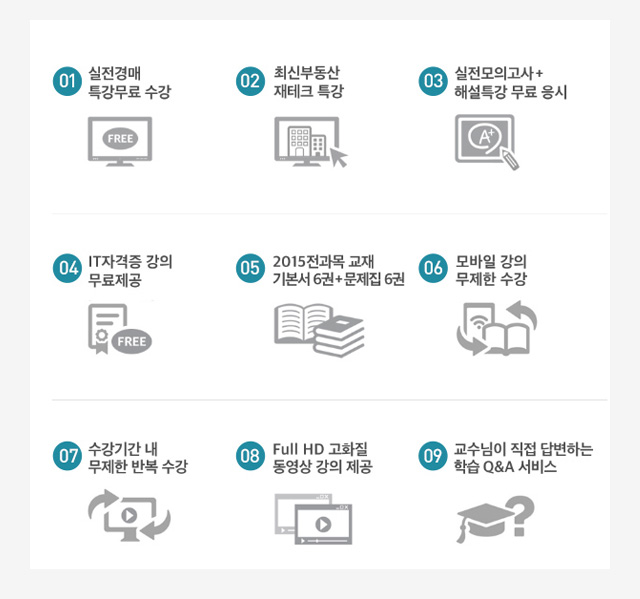 01 실전경매
특강무료 수강
FREE
02 최신부동산
재테크 특강
03 실전모의고사+
해설특강 무료 응시
A+
04 IT자격증 강의
무료제공
FREE
05 2015전과목 교재
기본서 6권+문제집 6권
06 모바일 강의
무제한 수강
07 수강기간 내
무제한 반복 수강
08 Full HD 고화질
동영상 강의 제공
09 교수님이 직접 답변하는
학습 Q&A 서비스
?